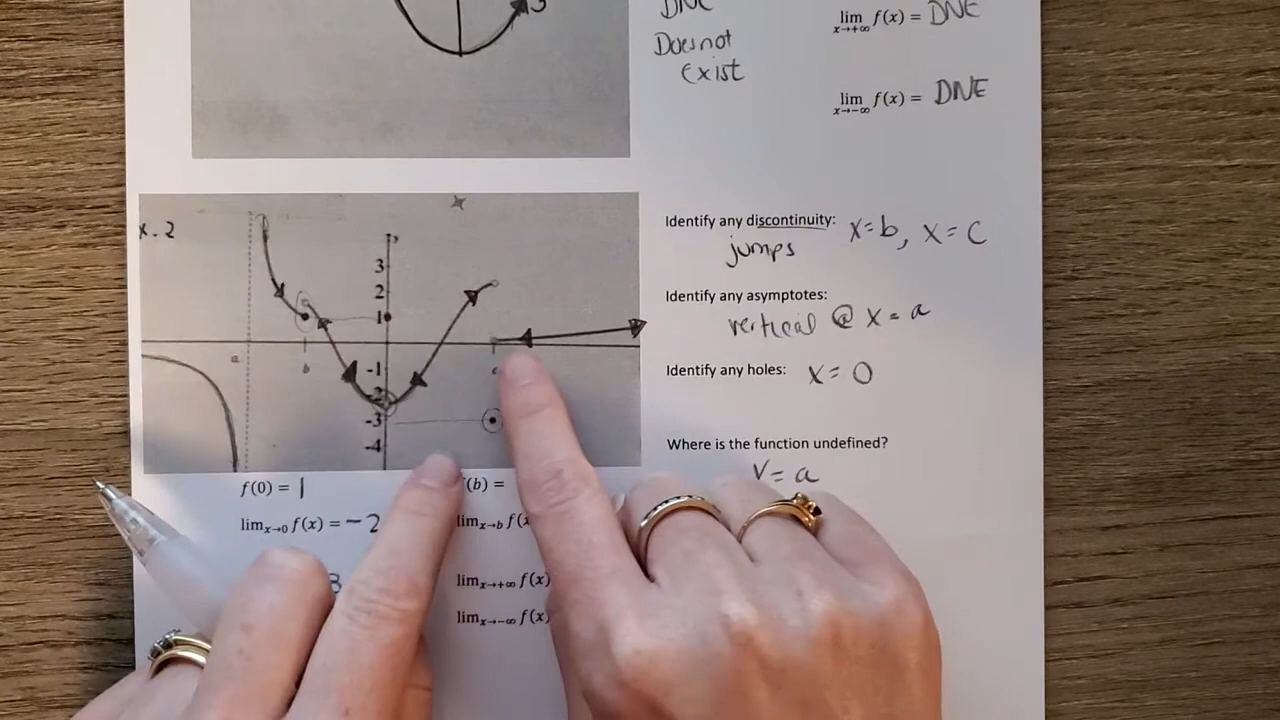 DNE
Does not
Exist
lim x→+∞ f(x) = DNE
lim x→-∞ f(x) = DNE
x - 2
3
2
1
-1
-2
-3
-4
a
b
c
Identify any discontinuity: x=b, x=c
jumps
Identify any asymptotes:
vertical @ x=a
Identify any holes: x=0
Where is the function undefined?
x=a
f(0) = 1
lim x→0 f(x) = -2
3
(b) =
lim x→b f(x
lim x→+∞ f(x)
lim x→-∞ f(x)